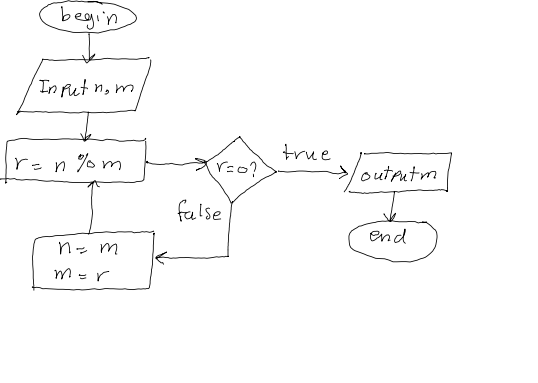 begin
Input n, m
r = n % m
r=0?
true
output m
false
n = m
m = r
end